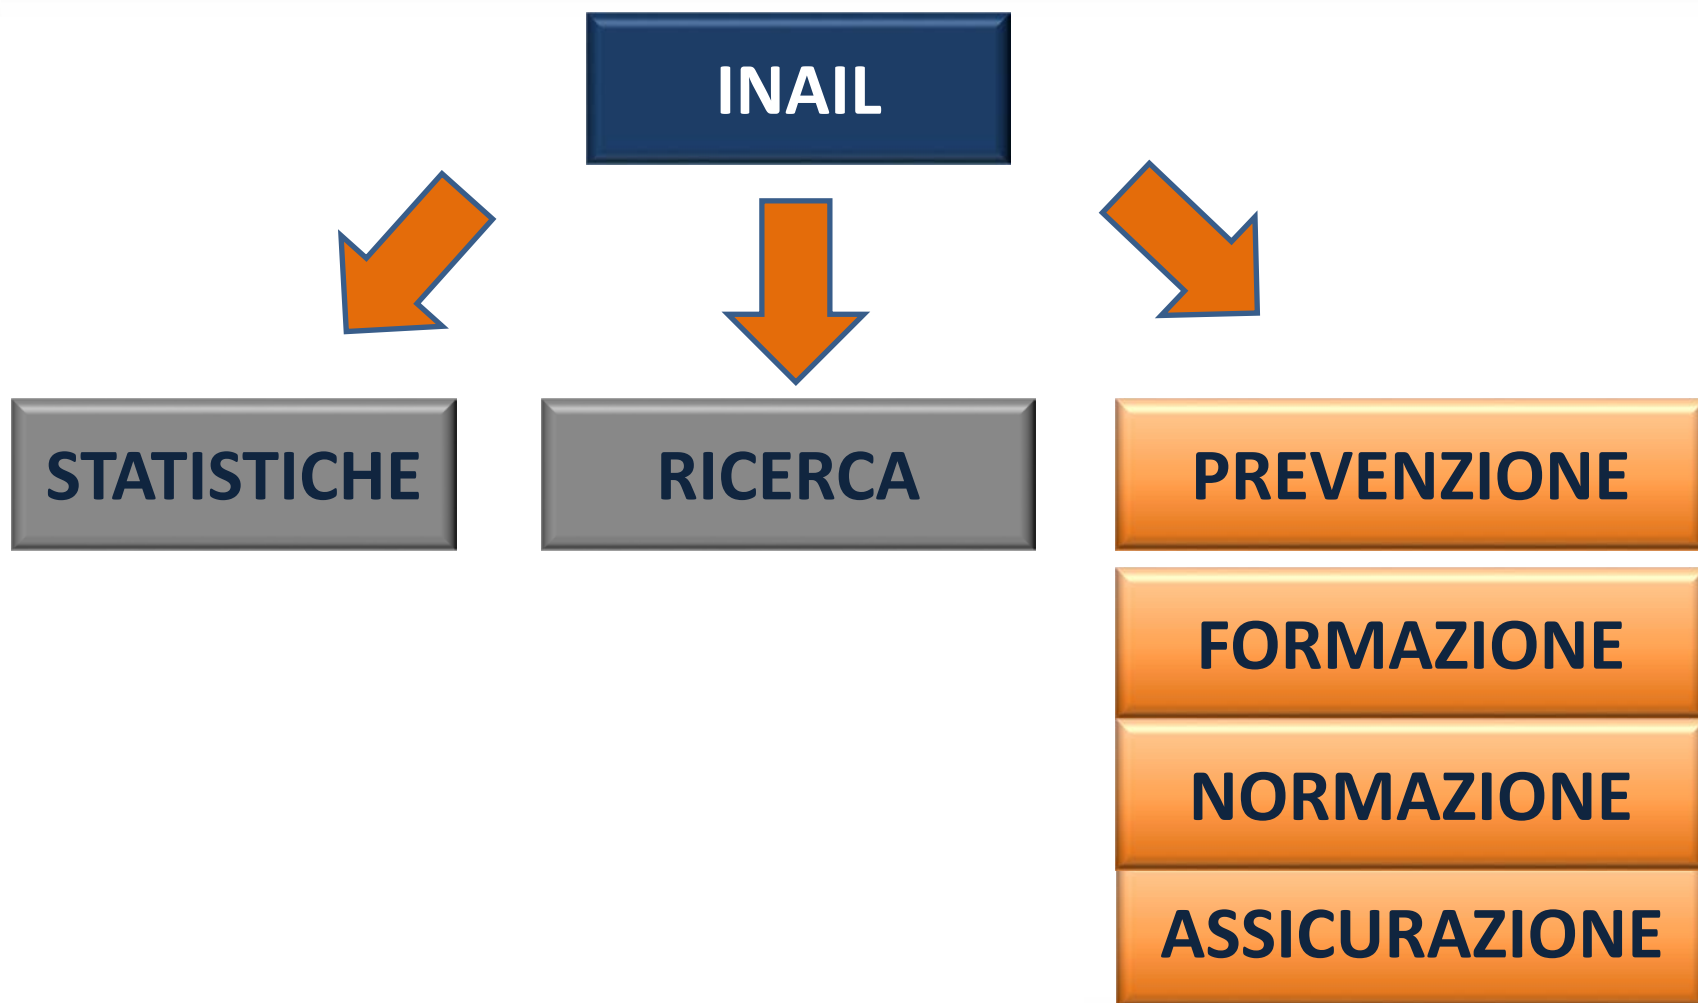 INAIL
STATISTICHE
RICERCA
PREVENZIONE
FORMAZIONE
NORMAZIONE
ASSICURAZIONE